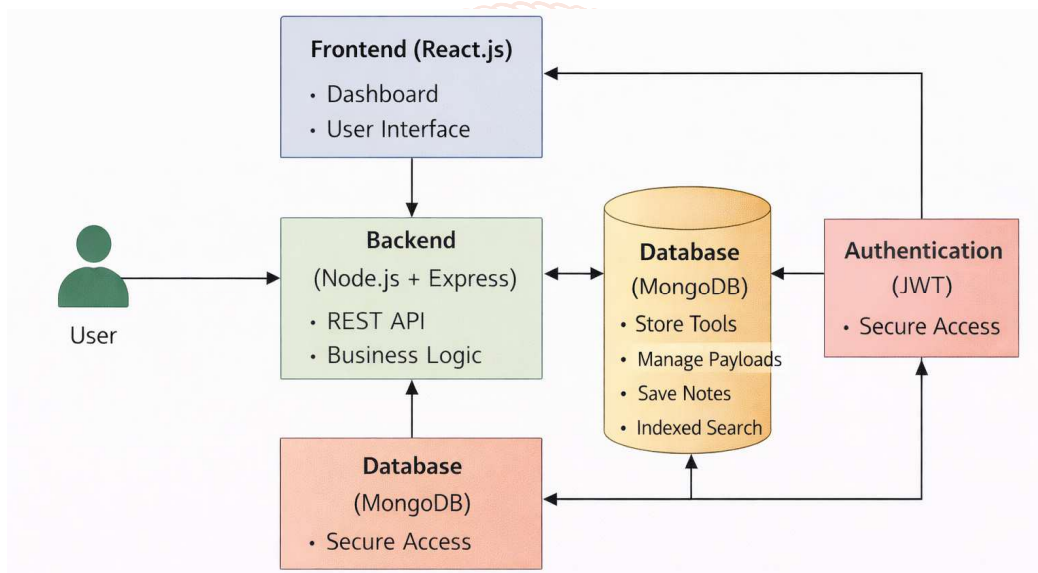 Frontend (React.js)
• Dashboard
• User Interface
User
Backend
(Node.js + Express)
• REST API
• Business Logic
Database
(MongoDB)
• Store Tools
• Manage Payloads
• Save Notes
• Indexed Search
Authentication
(JWT)
• Secure Access
Database
(MongoDB)
• Secure Access